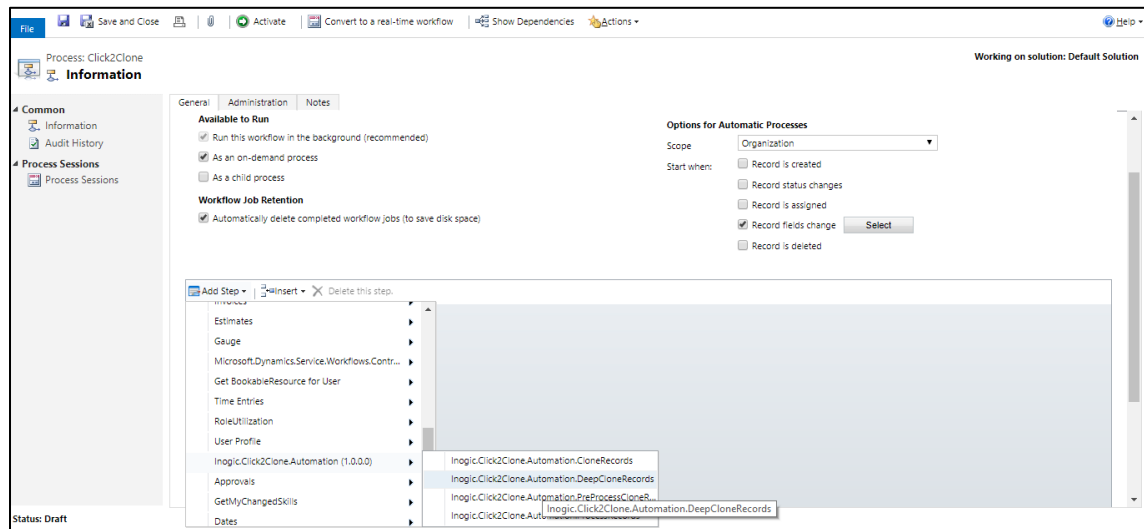 File Save and Close Activate Convert to a real-time workflow Show Dependencies Actions Help
Process: Click2Clone
Information
Working on solution: Default Solution
Common
Information
Audit History
Process Sessions
Process Sessions
General Administration Notes
Available to Run
Run this workflow in the background (recommended)
As an on-demand process
As a child process
Workflow Job Retention
Automatically delete completed workflow jobs (to save disk space)
Options for Automatic Processes
Scope Organization
Start when: Record is created
Record status changes
Record is assigned
Record fields change Select
Record is deleted
Add Step Insert Delete this step.
Invoices
Estimates
Gauge
Microsoft.Dynamics.Service.Workflows.Contr...
Get BookableResource for User
Time Entries
RoleUtilization
User Profile
Inogic.Click2Clone.Automation (1.0.0.0)
Approvals
GetMyChangedSkills
Dates
Inogic.Click2Clone.Automation.CloneRecords
Inogic.Click2Clone.Automation.DeepCloneRecords
Inogic.Click2Clone.Automation.PreProcessCloneR...
Inogic.Click2Clone.Automation.DeepCloneRecords
Status: Draft